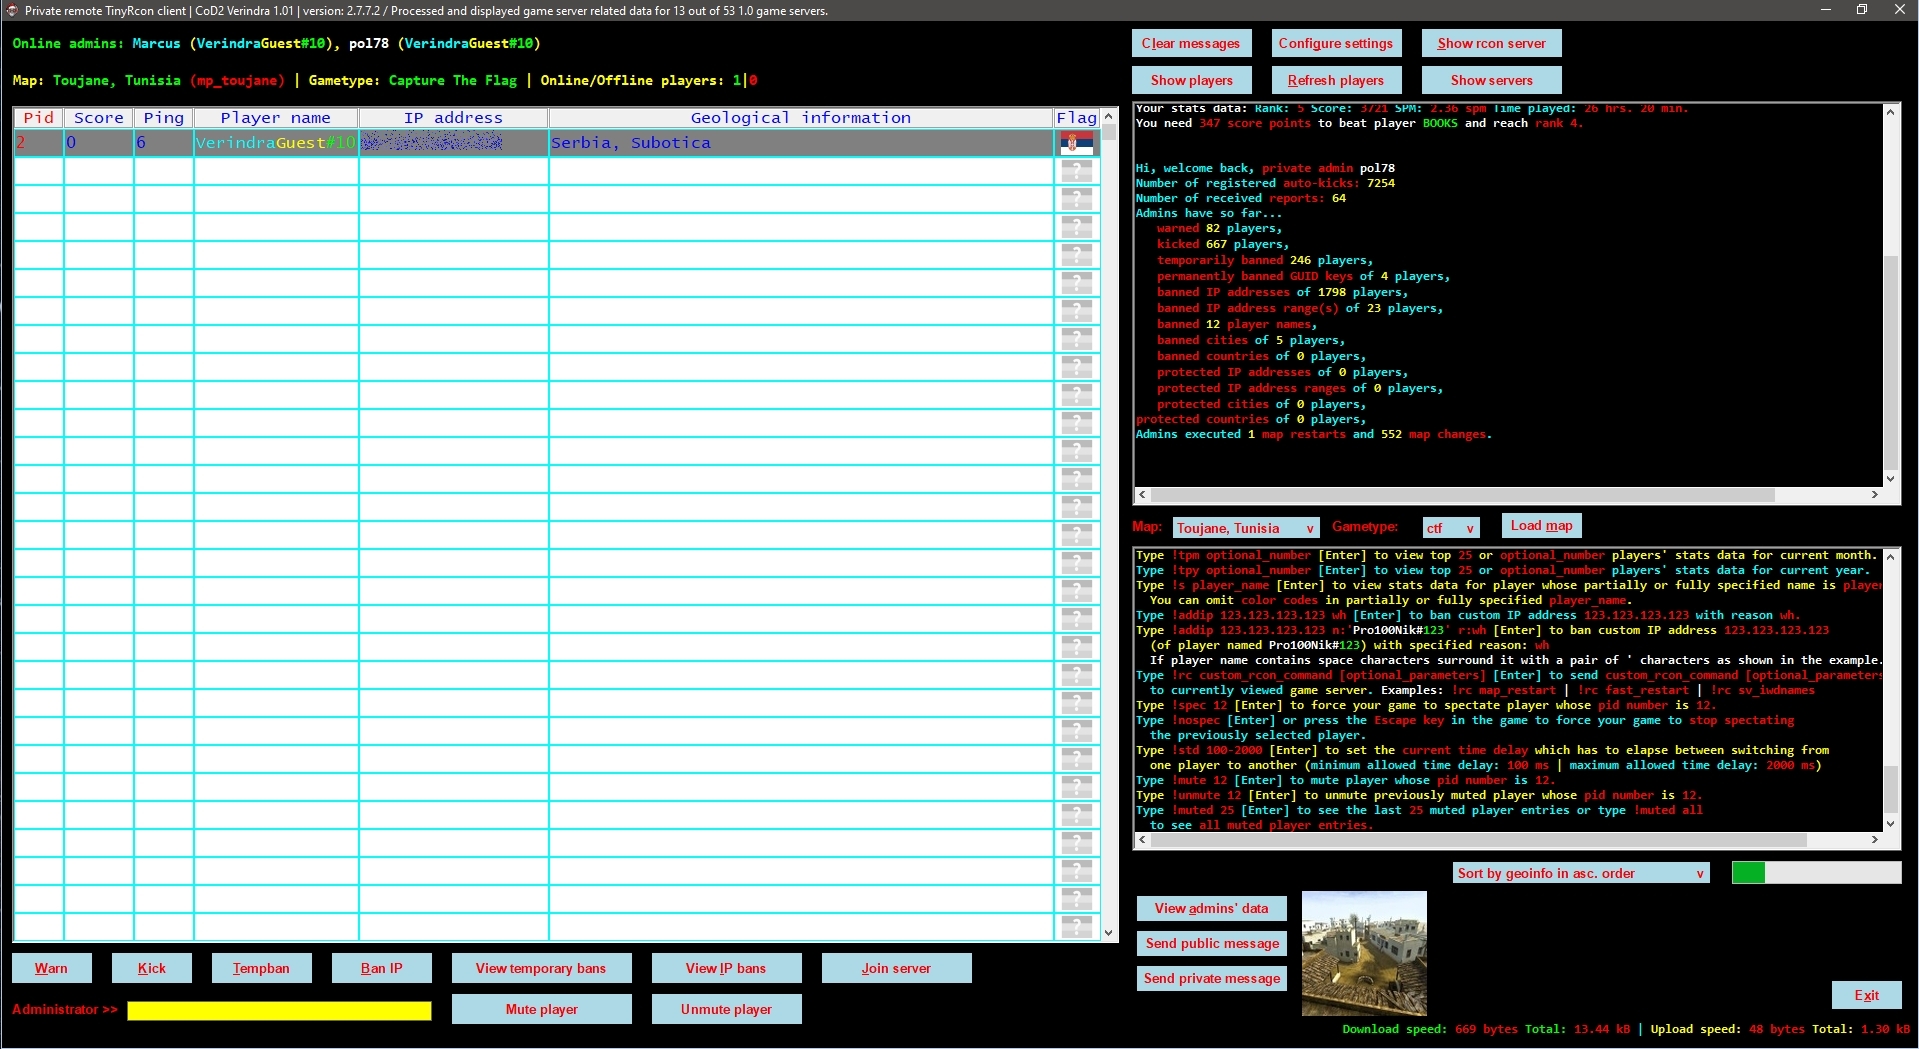 Private remote TinyRcon client | CoD2 Verindra 1.01 | version: 2.7.7.2 / Processed and displayed game server related data for 13 out of 53 1.0 game servers.
Online admins: Marcus (VerindraGuest#10), pol78 (VerindraGuest#10)
Map: Toujane, Tunisia (mp_toujane) | Gametype: Capture The Flag | Online/Offline players: 1|0
Pid Score Ping Player name IP address Geological information Flag
2 0 6 VerindraGuest#10 Serbia, Subotica
Clear messages Configure settings Show rcon server
Show players Refresh players Show servers
Your stats data: Rank: 5 Score: 3721 SPM: 2.36 spm Time played: 26 hrs. 20 min.
You need 347 score points to beat player BOOKS and reach rank 4.
Hi, welcome back, private admin pol78
Number of registered auto-kicks: 7254
Number of received reports: 64
Admins have so far...
warned 82 players,
kicked 667 players,
temporarily banned 246 players,
permanently banned GUID keys of 4 players,
banned IP addresses of 1798 players,
banned IP address range(s) of 23 players,
banned 12 player names,
banned cities of 5 players,
banned countries of 0 players,
protected IP addresses of 0 players,
protected IP address ranges of 0 players,
protected cities of 0 players,
protected countries of 0 players,
Admins executed 1 map restarts and 552 map changes.
Map: Toujane, Tunisia v Gametype: ctf v Load map
Type !tpm optional_number [Enter] to view top 25 or optional_number players' stats data for current month.
Type !tpy optional_number [Enter] to view top 25 or optional_number players' stats data for current year.
Type !s player_name [Enter] to view stats data for player whose partially or fully specified name is player
You can omit color codes in partially or fully specified player_name.
Type !addip 123.123.123.123 wh [Enter] to ban custom IP address 123.123.123.123 with reason wh.
Type !addip 123.123.123.123 n:'Pro100Nik#123' r:wh [Enter] to ban custom IP address 123.123.123.123
(of player named Pro100Nik#123) with specified reason: wh
If player name contains space characters surround it with a pair of ' characters as shown in the example.
Type !rc custom_rcon_command [optional_parameters] [Enter] to send custom_rcon_command [optional_parameters
to currently viewed game server. Examples: !rc map_restart | !rc fast_restart | !rc sv_iwdnames
Type !spec 12 [Enter] to force your game to spectate player whose pid number is 12.
Type !nospec [Enter] or press the Escape key in the game to force your game to stop spectating
the previously selected player.
Type !std 100-2000 [Enter] to set the current time delay which has to elapse between switching from
one player to another (minimum allowed time delay: 100 ms | maximum allowed time delay: 2000 ms)
Type !mute 12 [Enter] to mute player whose pid number is 12.
Type !unmute 12 [Enter] to unmute previously muted player whose pid number is 12.
Type !muted 25 [Enter] to see the last 25 muted player entries or type !muted all
to see all muted player entries.
Sort by geoinfo in asc. order v
View admins' data
Send public message
Send private message
Warn Kick Tempban Ban IP View temporary bans View IP bans Join server
Administrator >> Mute player Unmute player
Exit
Download speed: 669 bytes Total: 13.44 kB | Upload speed: 48 bytes Total: 1.30 kB